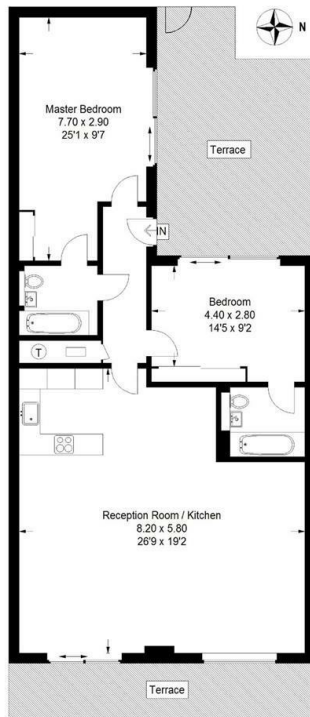 N
Master Bedroom
7.70 x 2.90
25'1 x 9'7
Terrace
IN
Bedroom
4.40 x 2.80
14'5 x 9'2
T
Reception Room / Kitchen
8.20 x 5.80
26'9 x 19'2
Terrace